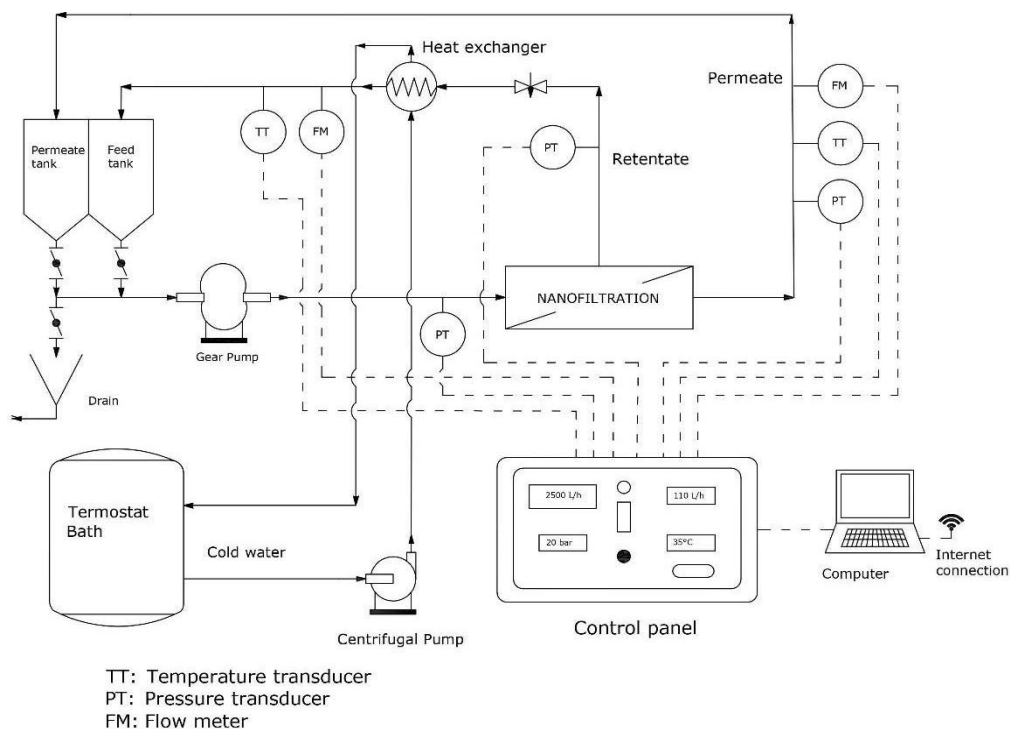 Heat exchanger
Permeate
FM
TT
FM
Permeate
tank
Feed
tank
PT
TT
Retentate
PT
NANOFILTRATION
PT
Gear Pump
Drain
2500 L/h
110 L/h
20 bar
35°C
Termostat
Bath
Cold water
Computer
Internet
connection
Control panel
Centrifugal Pump
TT: Temperature transducer
PT: Pressure transducer
FM: Flow meter